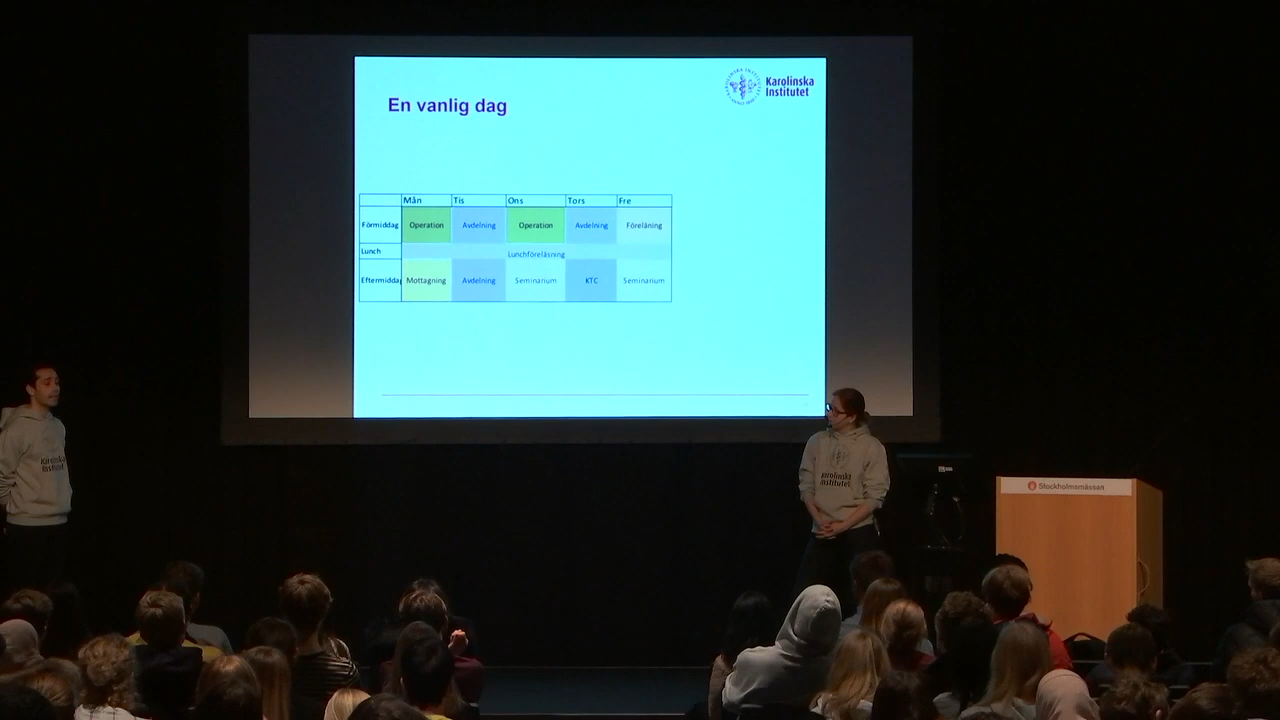 Karolinska
Institutet
En vanlig dag
Mån Tis Ons Tors Fre
Förmiddag Operation Avdelning Operation Avdelning Föreläning
Lunch Lunchföreläsning
Eftermiddag Mottagning Avdelning Seminarium KTC Seminarium
Karolinska
Institutet
Karolinska
Institutet
Stockholmsmässan